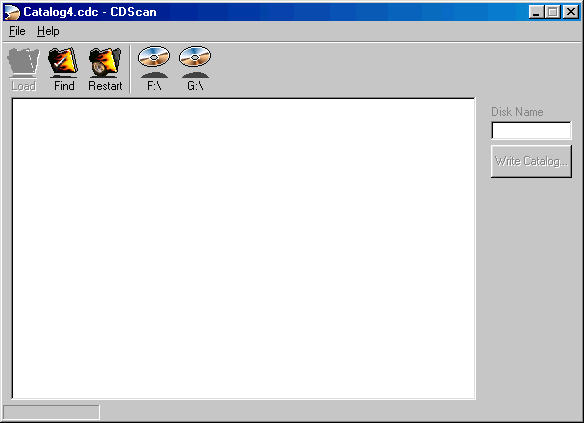 Catalog4.cdc - CDScan
File Help
Load Find Restart F:\ G:\
Disk Name
Write Catalog...